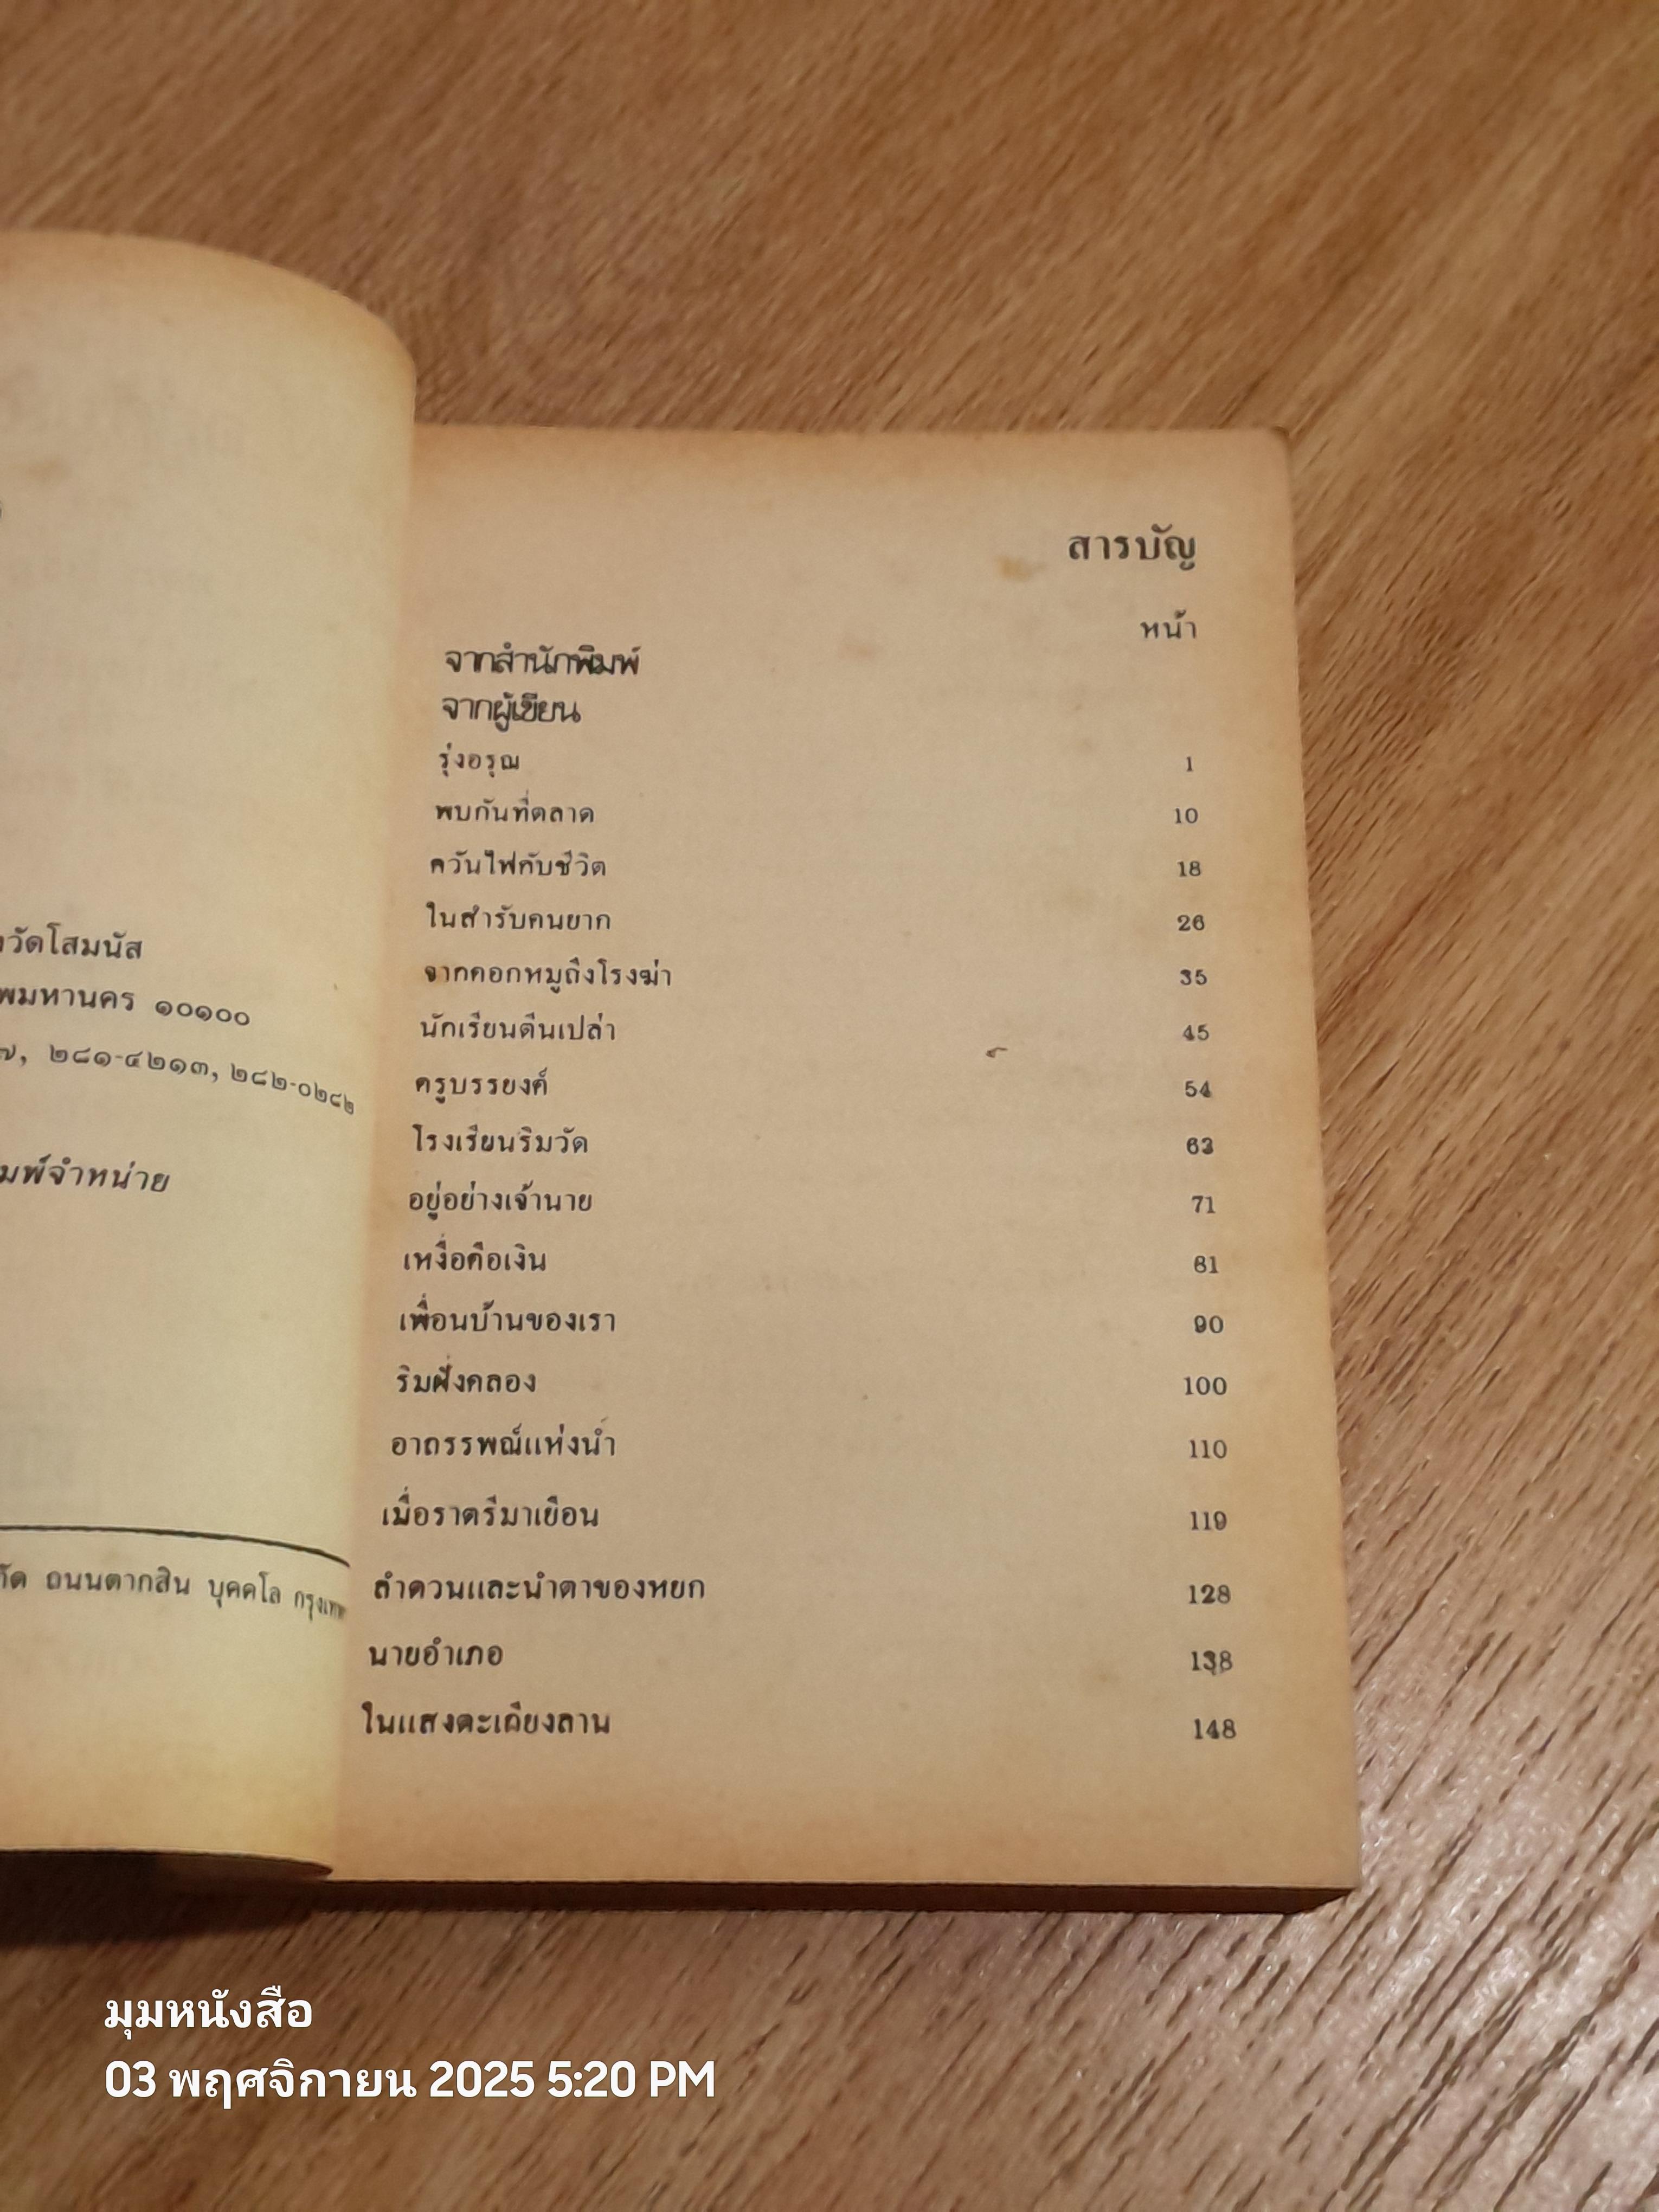 วัดโสมนัส
พมหานคร ๑๐๑๐๐
๗, ๒๘๑-๔๒๑๓, ๒๘๒-๐๒๘๒
มพ์จำหน่าย
กัด ถนนตากสิน บุคคโล กรุงเทพ
สารบัญ
หน้า
จากสำนักพิมพ์
จากผู้เขียน
รุ่งอรุณ 1
พบกันที่ตลาด 10
ควันไฟกับชีวิต 18
ในสำรับคนยาก 26
จากคอกหมูถึงโรงฆ่า 35
นักเรียนตีนเปล่า 45
ครูบรรยงค์ 54
โรงเรียนริมวัด 63
อยู่อย่างเจ้านาย 71
เหงื่อคือเงิน 81
เพื่อนบ้านของเรา 90
ริมฝั่งคลอง 100
อาถรรพณ์แห่งน้ำ 110
เมื่อราตรีมาเยือน 119
ลำดวนและน้ำตาของหยก 128
นายอำเภอ 138
ในแสงตะเกียงลาน 148
มุมหนังสือ
03 พฤศจิกายน 2025 5:20 PM